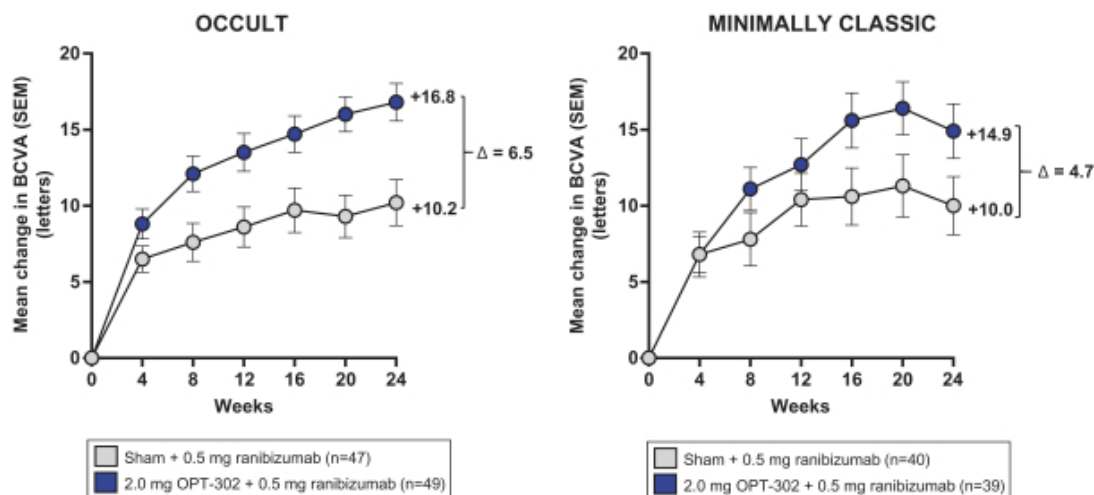 OCCULT
Mean change in BCVA (SEM)
(letters)
20
15
10
5
0
0 4 8 12 16 20 24
Weeks
+16.8
Δ = 6.5
+10.2
Sham + 0.5 mg ranibizumab (n=47)
2.0 mg OPT-302 + 0.5 mg ranibizumab (n=49)
MINIMALLY CLASSIC
Mean change in BCVA (SEM)
(letters)
20
15
10
5
0
0 4 8 12 16 20 24
Weeks
+14.9
Δ = 4.7
+10.0
Sham + 0.5 mg ranibizumab (n=40)
2.0 mg OPT-302 + 0.5 mg ranibizumab (n=39)